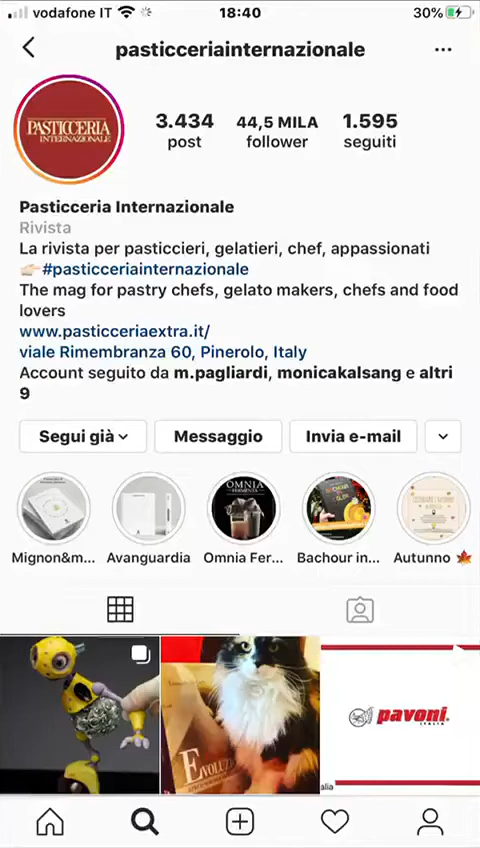 vodafone IT
18:40
30%
pasticceriainternazionale
PASTICCERIA
INTERNAZIONALE
3.434
post
44,5 MILA
follower
1.595
seguiti
Pasticceria Internazionale
Rivista
La rivista per pasticcieri, gelatieri, chef, appassionati
👉🏻#pasticceriainternazionale
The mag for pastry chefs, gelato makers, chefs and food
lovers
www.pasticceriaextra.it/
viale Rimembranza 60, Pinerolo, Italy
Account seguito da m.pagliardi, monicakalsang e altri
9
Segui già
Messaggio
Invia e-mail
OMNIA
FERMENTA
Mignon&m...
Avanguardia
Omnia Fer...
Bachour in...
Autunno 🍁
pavoni
ITALIA
alia